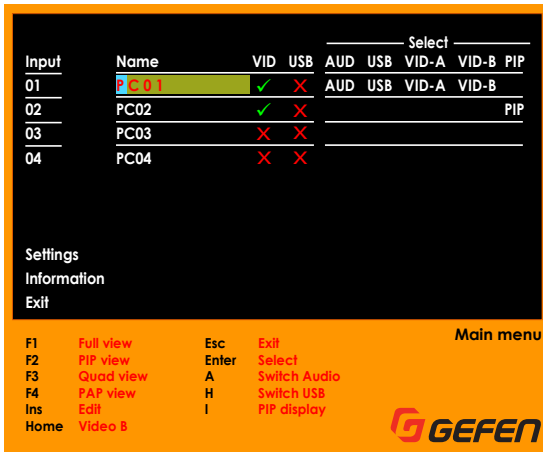 Select
Input Name VID USB AUD USB VID-A VID-B PIP
01 PC01 ✓ X AUD USB VID-A VID-B
02 PC02 ✓ X PIP
03 PC03 X X
04 PC04 X X
Settings
Information
Exit
Main menu
F1 Full view Esc Exit
F2 PIP view Enter Select
F3 Quad view A Switch Audio
F4 PAP view H Switch USB
Ins Edit I PIP display
Home Video B
GEFEN